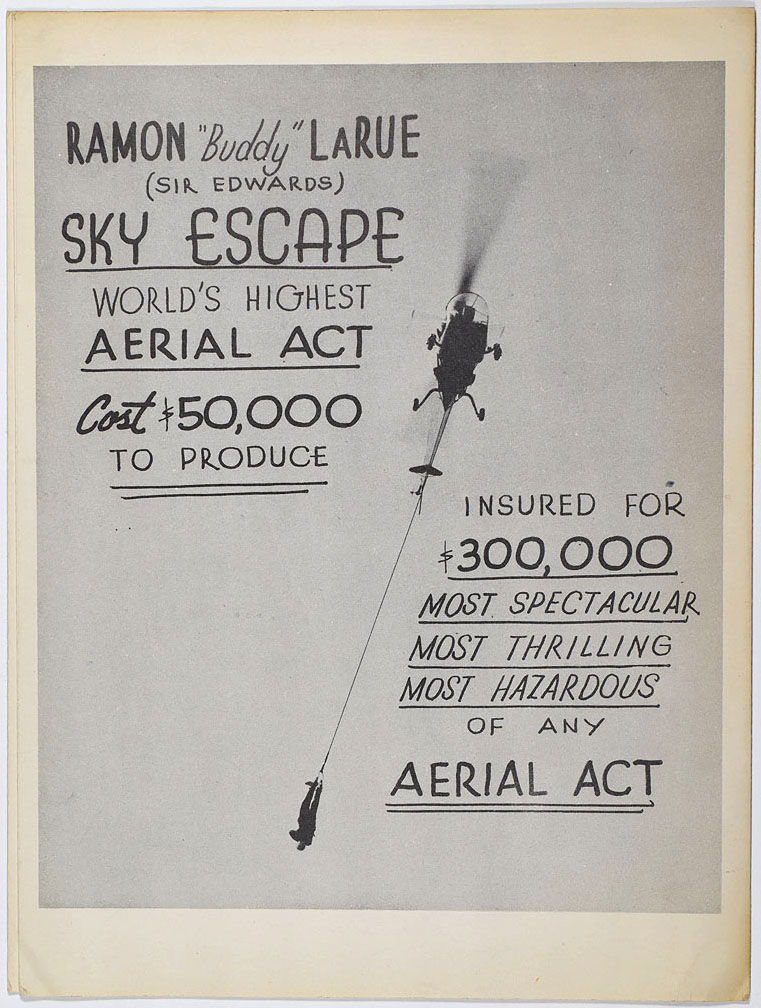 RAMON "Buddy" LARUE
(SIR EDWARDS)
SKY ESCAPE
WORLD'S HIGHEST
AERIAL ACT
Cost $50,000
TO PRODUCE
INSURED FOR
$300,000
MOST SPECTACULAR
MOST THRILLING
MOST HAZARDOUS
OF ANY
AERIAL ACT